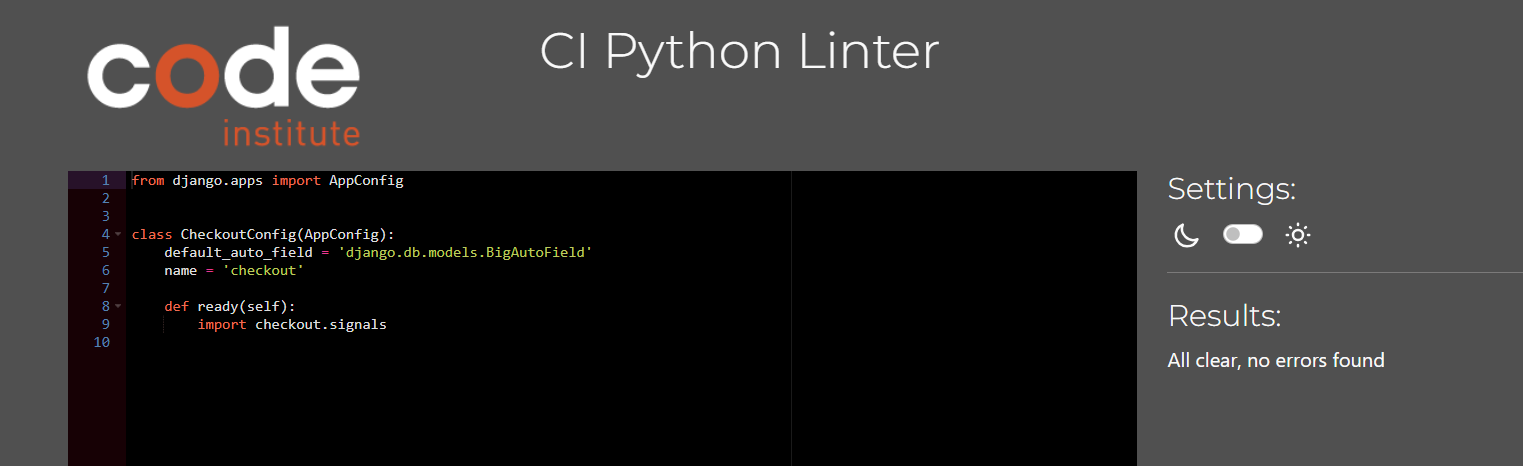 code
institute
CI Python Linter
1 from django.apps import AppConfig
2
3
4 class CheckoutConfig(AppConfig):
5     default_auto_field = 'django.db.models.BigAutoField'
6     name = 'checkout'
7
8     def ready(self):
9         import checkout.signals
10
Settings:
Results:
All clear, no errors found